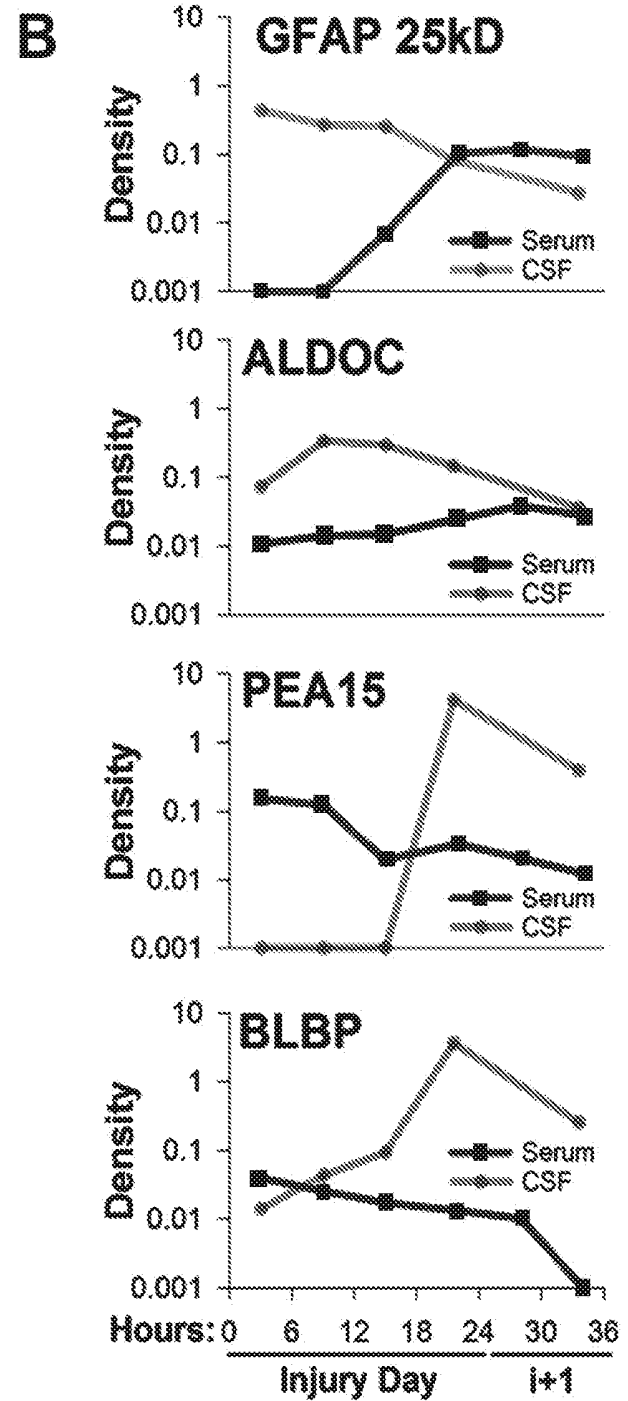 B
GFAP 25kD
10
1
0.1
0.01
0.001
Density
Serum
CSF
ALDOC
10
1
0.1
0.01
0.001
Density
Serum
CSF
PEA15
10
1
0.1
0.01
0.001
Density
Serum
CSF
BLBP
10
1
0.1
0.01
0.001
Density
Serum
CSF
Hours: 0 6 12 18 24 30 36
Injury Day i+1